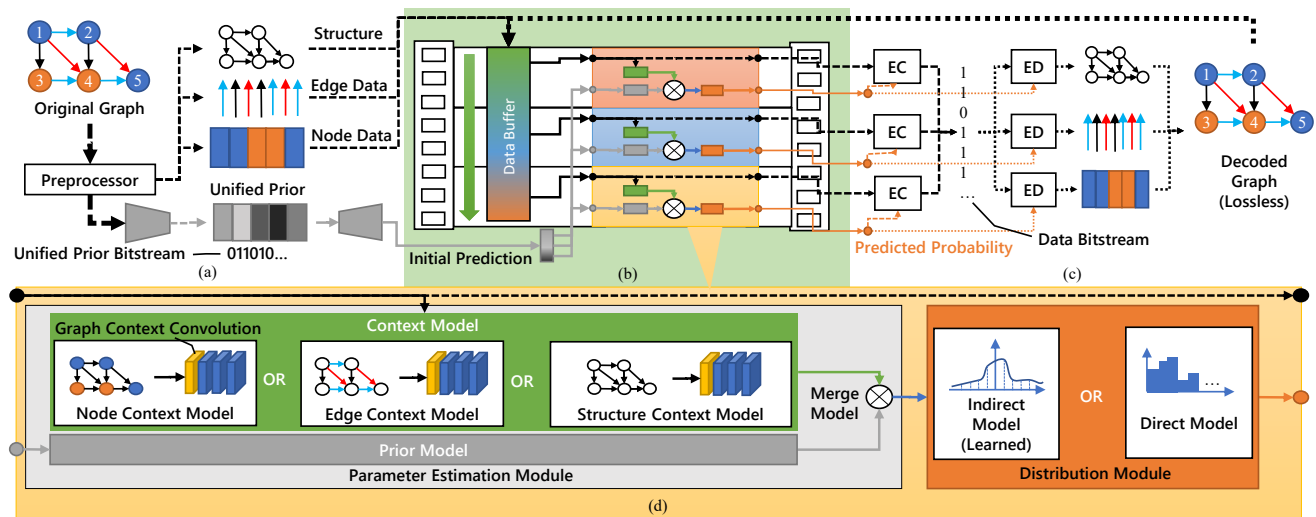 1
2
3
4
5
Original Graph
Preprocessor
Structure
Edge Data
Node Data
Unified Prior
Unified Prior Bitstream
011010...
(a)
Data Buffer
Initial Prediction
(b)
EC
EC
EC
1
1
0
1
1
1
...
Predicted Probability
Data Bitstream
ED
ED
ED
(c)
1
2
3
4
5
Decoded
Graph
(Lossless)
Context Model
Graph Context Convolution
Node Context Model
OR
Edge Context Model
OR
Structure Context Model
Prior Model
Merge
Model
Parameter Estimation Module
Indirect
Model
(Learned)
OR
...
Direct Model
Distribution Module
(d)